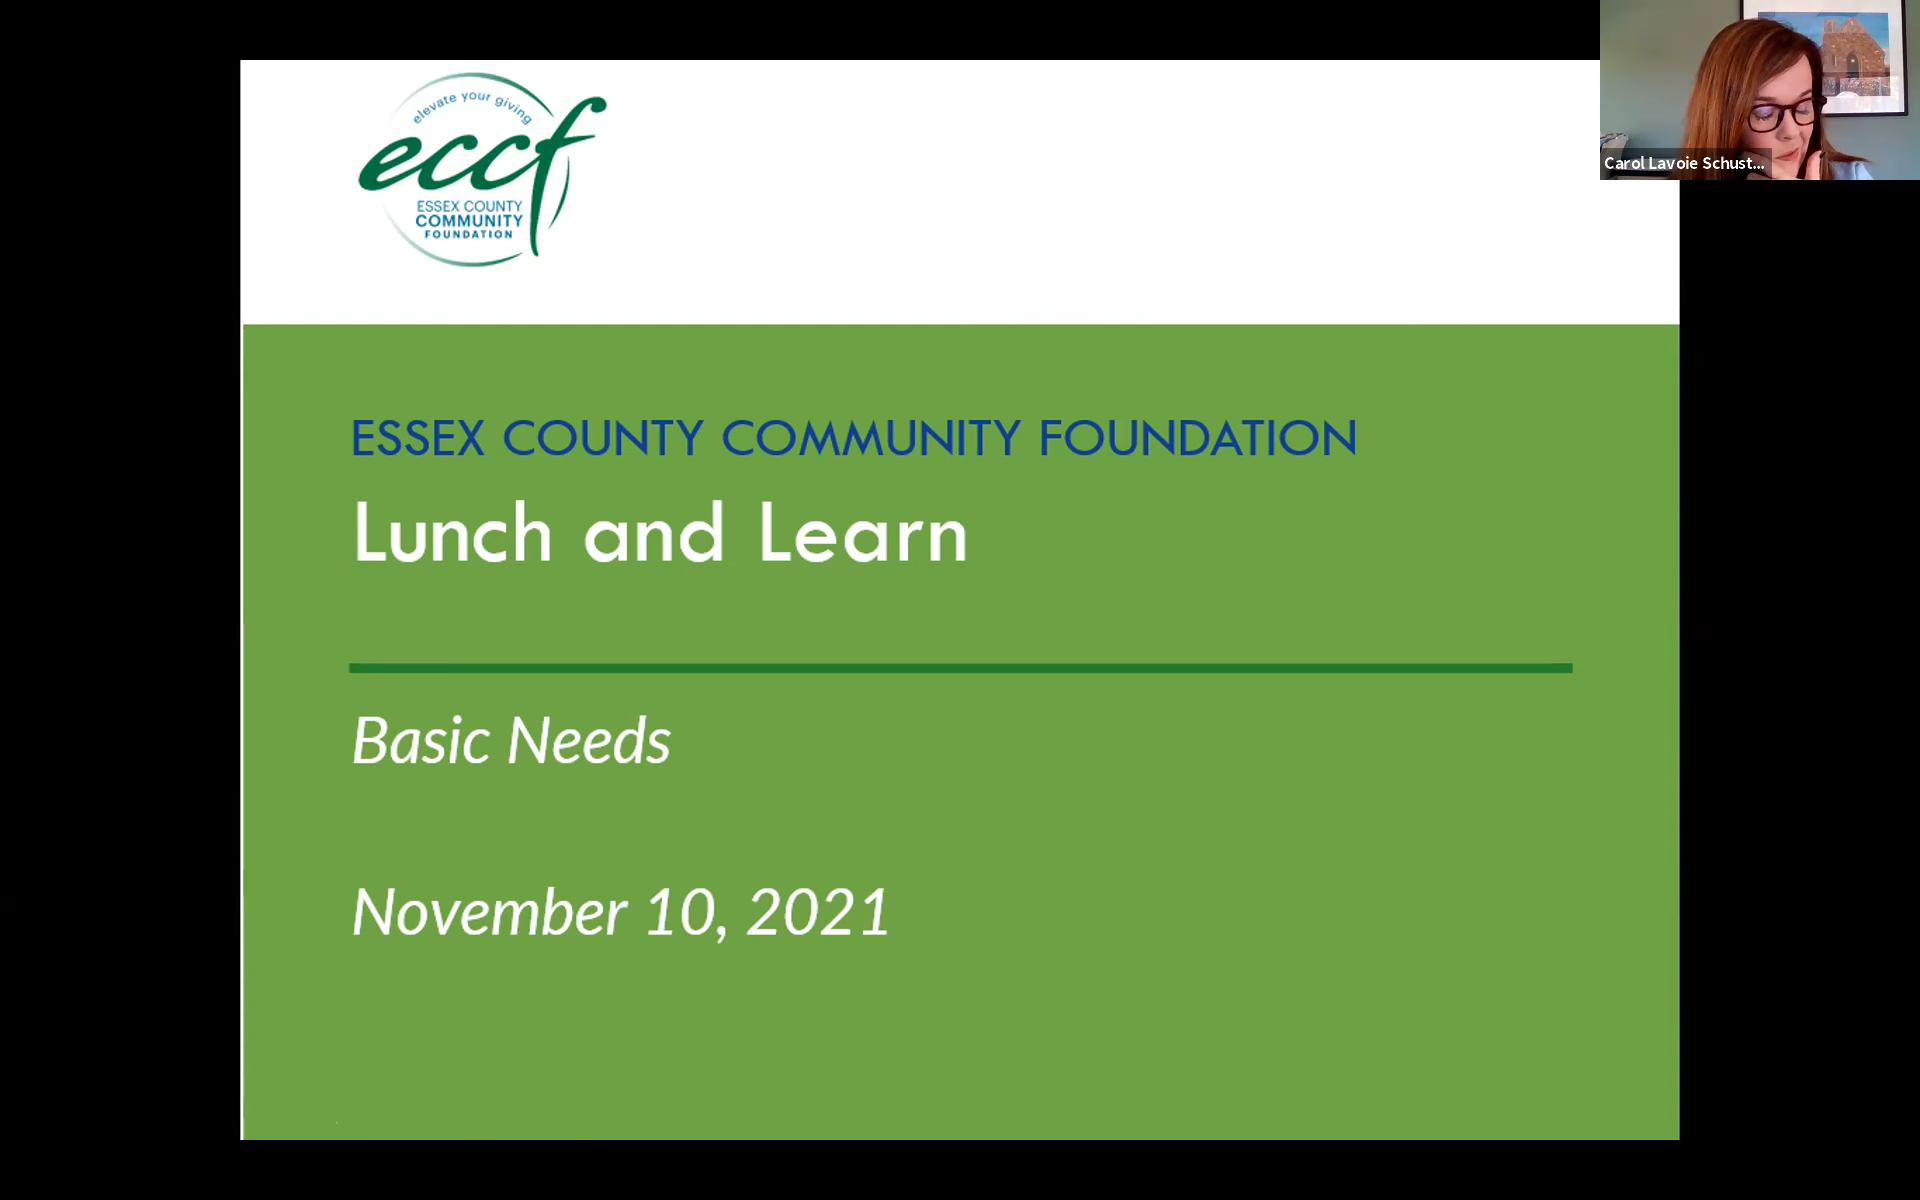 elevate your giving
eccf
ESSEX COUNTY
COMMUNITY
FOUNDATION
Carol Lavoie Schust...
ESSEX COUNTY COMMUNITY FOUNDATION
Lunch and Learn
Basic Needs
November 10, 2021